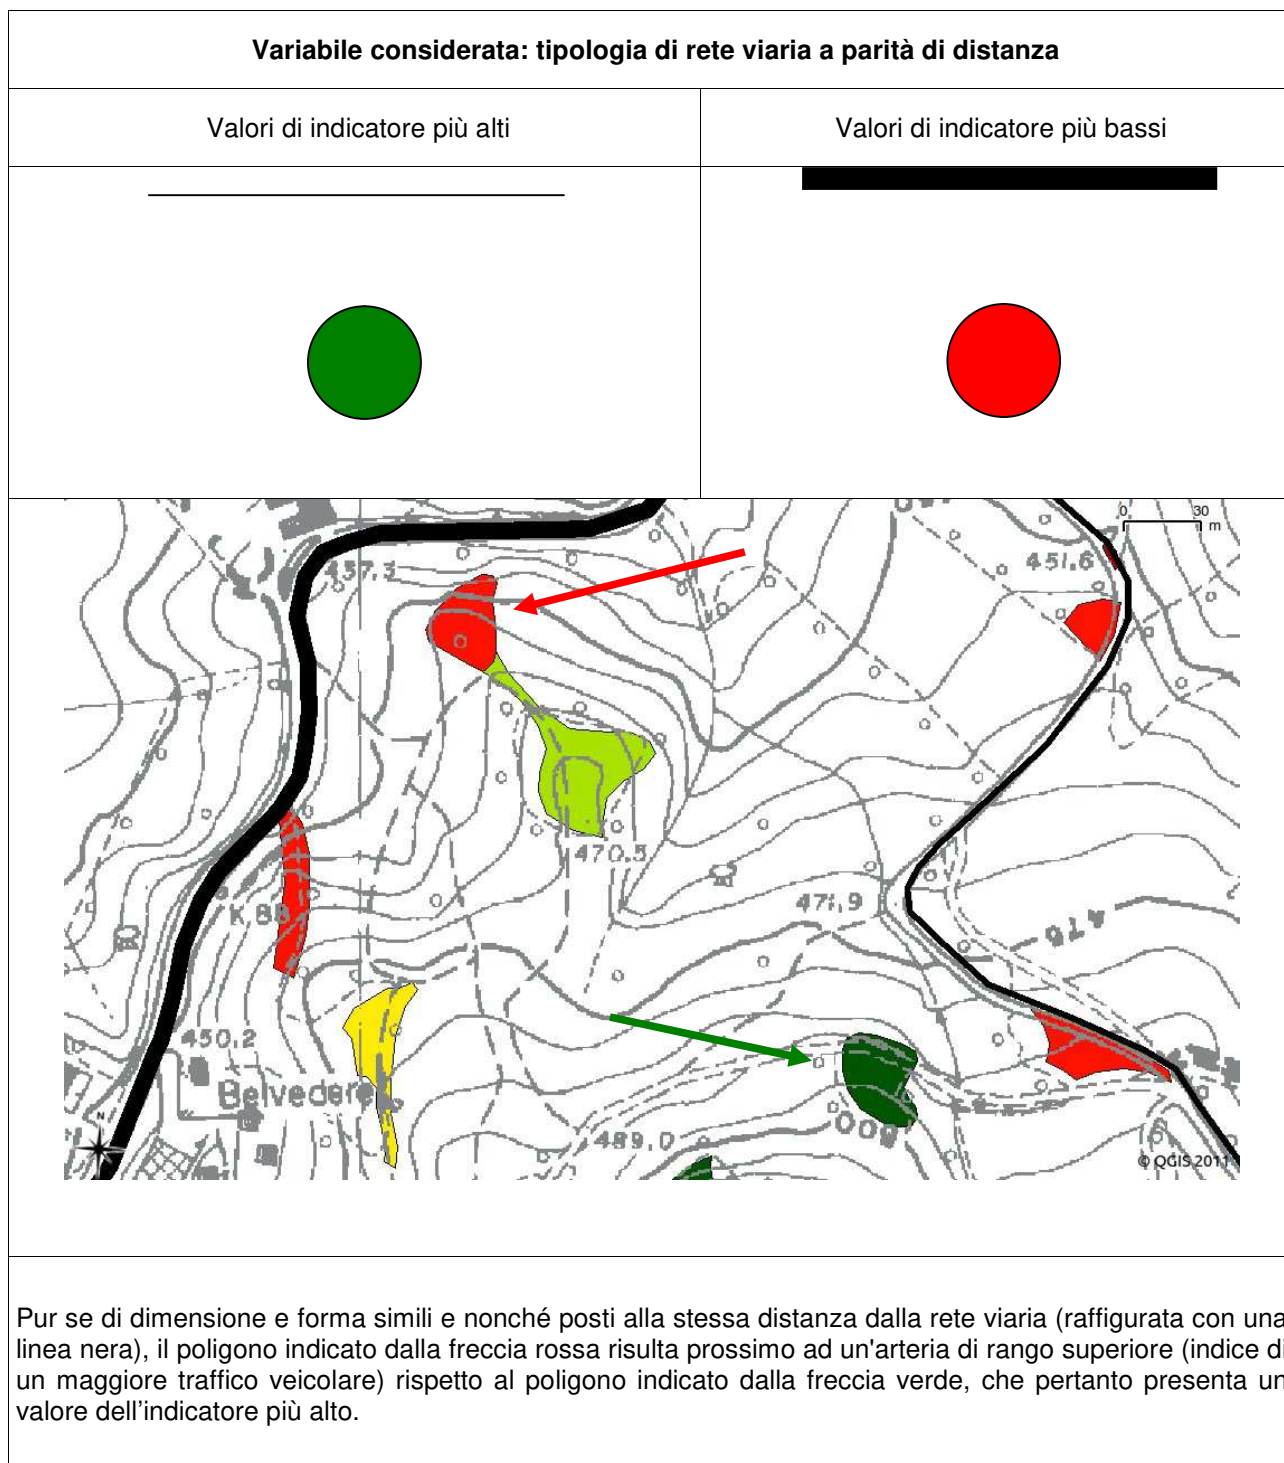 Variabile considerata: tipologia di rete viaria a parità di distanza
Valori di indicatore più alti
Valori di indicatore più bassi
0 30
m
451.6
457.3
470.5
471.9
K 88
475
450.2
Belvedere
489.0
500
N
© QGIS 2011
Pur se di dimensione e forma simili e nonché posti alla stessa distanza dalla rete viaria (raffigurata con una
linea nera), il poligono indicato dalla freccia rossa risulta prossimo ad un'arteria di rango superiore (indice di
un maggiore traffico veicolare) rispetto al poligono indicato dalla freccia verde, che pertanto presenta un
valore dell’indicatore più alto.